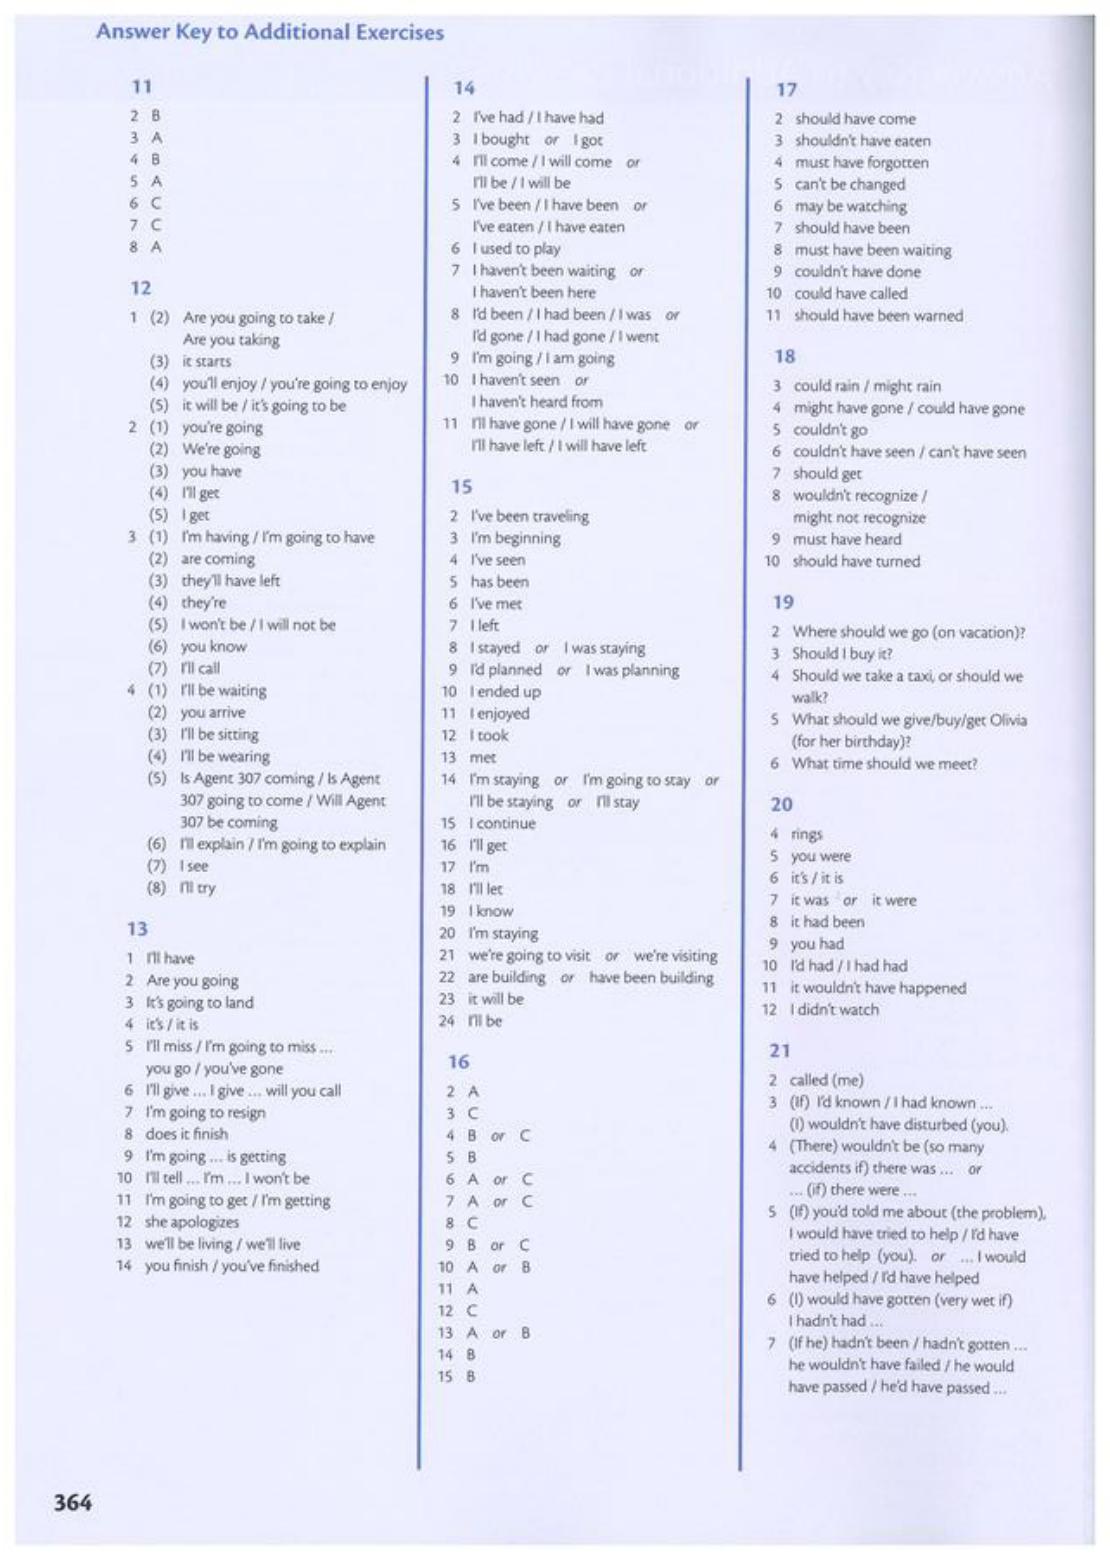 Answer Key to Additional Exercises
11
2 B
3 A
4 B
5 A
6 C
7 C
8 A
12
1 (2) Are you going to take /
Are you taking
(3) it starts
(4) you'll enjoy / you're going to enjoy
(5) it will be / it's going to be
2 (1) you're going
(2) We're going
(3) you have
(4) I'll get
(5) I get
3 (1) I'm having / I'm going to have
(2) are coming
(3) they'll have left
(4) they're
(5) I won't be / I will not be
(6) you know
(7) I'll call
4 (1) I'll be waiting
(2) you arrive
(3) I'll be sitting
(4) I'll be wearing
(5) Is Agent 307 coming / Is Agent
307 going to come / Will Agent
307 be coming
(6) I'll explain / I'm going to explain
(7) I see
(8) I'll try
13
1 I'll have
2 Are you going
3 It's going to land
4 it's / it is
5 I'll miss / I'm going to miss ...
you go / you've gone
6 I'll give ... I give ... will you call
7 I'm going to resign
8 does it finish
9 I'm going ... is getting
10 I'll tell ... I'm ... I won't be
11 I'm going to get / I'm getting
12 she apologizes
13 we'll be living / we'll live
14 you finish / you've finished
14
2 I've had / I have had
3 I bought or I got
4 I'll come / I will come or
I'll be / I will be
5 I've been / I have been or
I've eaten / I have eaten
6 I used to play
7 I haven't been waiting or
I haven't been here
8 I'd been / I had been / I was or
I'd gone / I had gone / I went
9 I'm going / I am going
10 I haven't seen or
I haven't heard from
11 I'll have gone / I will have gone or
I'll have left / I will have left
15
2 I've been traveling
3 I'm beginning
4 I've seen
5 has been
6 I've met
7 I left
8 I stayed or I was staying
9 I'd planned or I was planning
10 I ended up
11 I enjoyed
12 I took
13 met
14 I'm staying or I'm going to stay or
I'll be staying or I'll stay
15 I continue
16 I'll get
17 I'm
18 I'll let
19 I know
20 I'm staying
21 we're going to visit or we're visiting
22 are building or have been building
23 it will be
24 I'll be
16
2 A
3 C
4 B or C
5 B
6 A or C
7 A or C
8 C
9 B or C
10 A or B
11 A
12 C
13 A or B
14 B
15 B
17
2 should have come
3 shouldn't have eaten
4 must have forgotten
5 can't be changed
6 may be watching
7 should have been
8 must have been waiting
9 couldn't have done
10 could have called
11 should have been warned
18
3 could rain / might rain
4 might have gone / could have gone
5 couldn't go
6 couldn't have seen / can't have seen
7 should get
8 wouldn't recognize /
might not recognize
9 must have heard
10 should have turned
19
2 Where should we go (on vacation)?
3 Should I buy it?
4 Should we take a taxi, or should we
walk?
5 What should we give/buy/get Olivia
(for her birthday)?
6 What time should we meet?
20
4 rings
5 you were
6 it's / it is
7 it was or it were
8 it had been
9 you had
10 I'd had / I had had
11 it wouldn't have happened
12 I didn't watch
21
2 called (me)
3 (If) I'd known / I had known ...
(I) wouldn't have disturbed (you).
4 (There) wouldn't be (so many
accidents if) there was ... or
... (if) there were ...
5 (If) you'd told me about (the problem),
I would have tried to help / I'd have
tried to help (you). or ... I would
have helped / I'd have helped
6 (I) would have gotten (very wet if)
I hadn't had ...
7 (If he) hadn't been / hadn't gotten ...
he wouldn't have failed / he would
have passed / he'd have passed ...
364